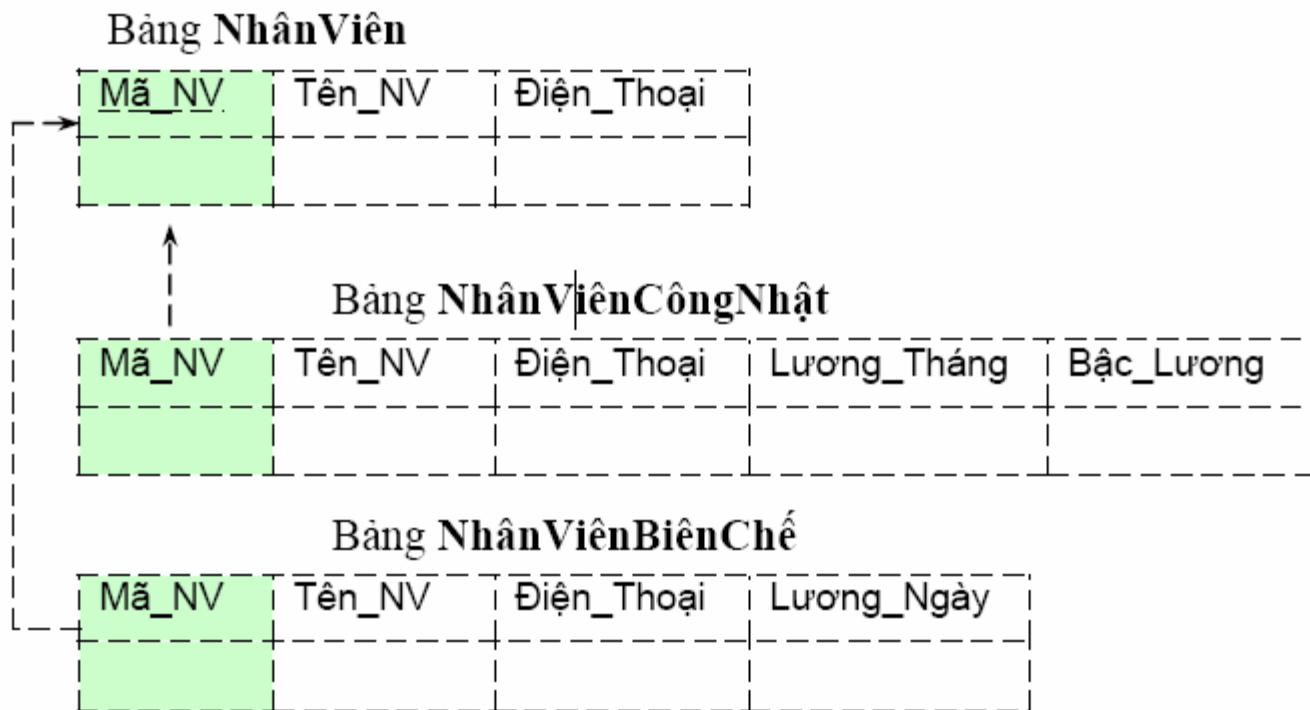 Bảng NhânViên
Mã_NV Tên_NV Điện_Thoại
Bảng NhânViênCôngNhật
Mã_NV Tên_NV Điện_Thoại Lương_Tháng Bậc_Lương
Bảng NhânViênBiênChế
Mã_NV Tên_NV Điện_Thoại Lương_Ngày